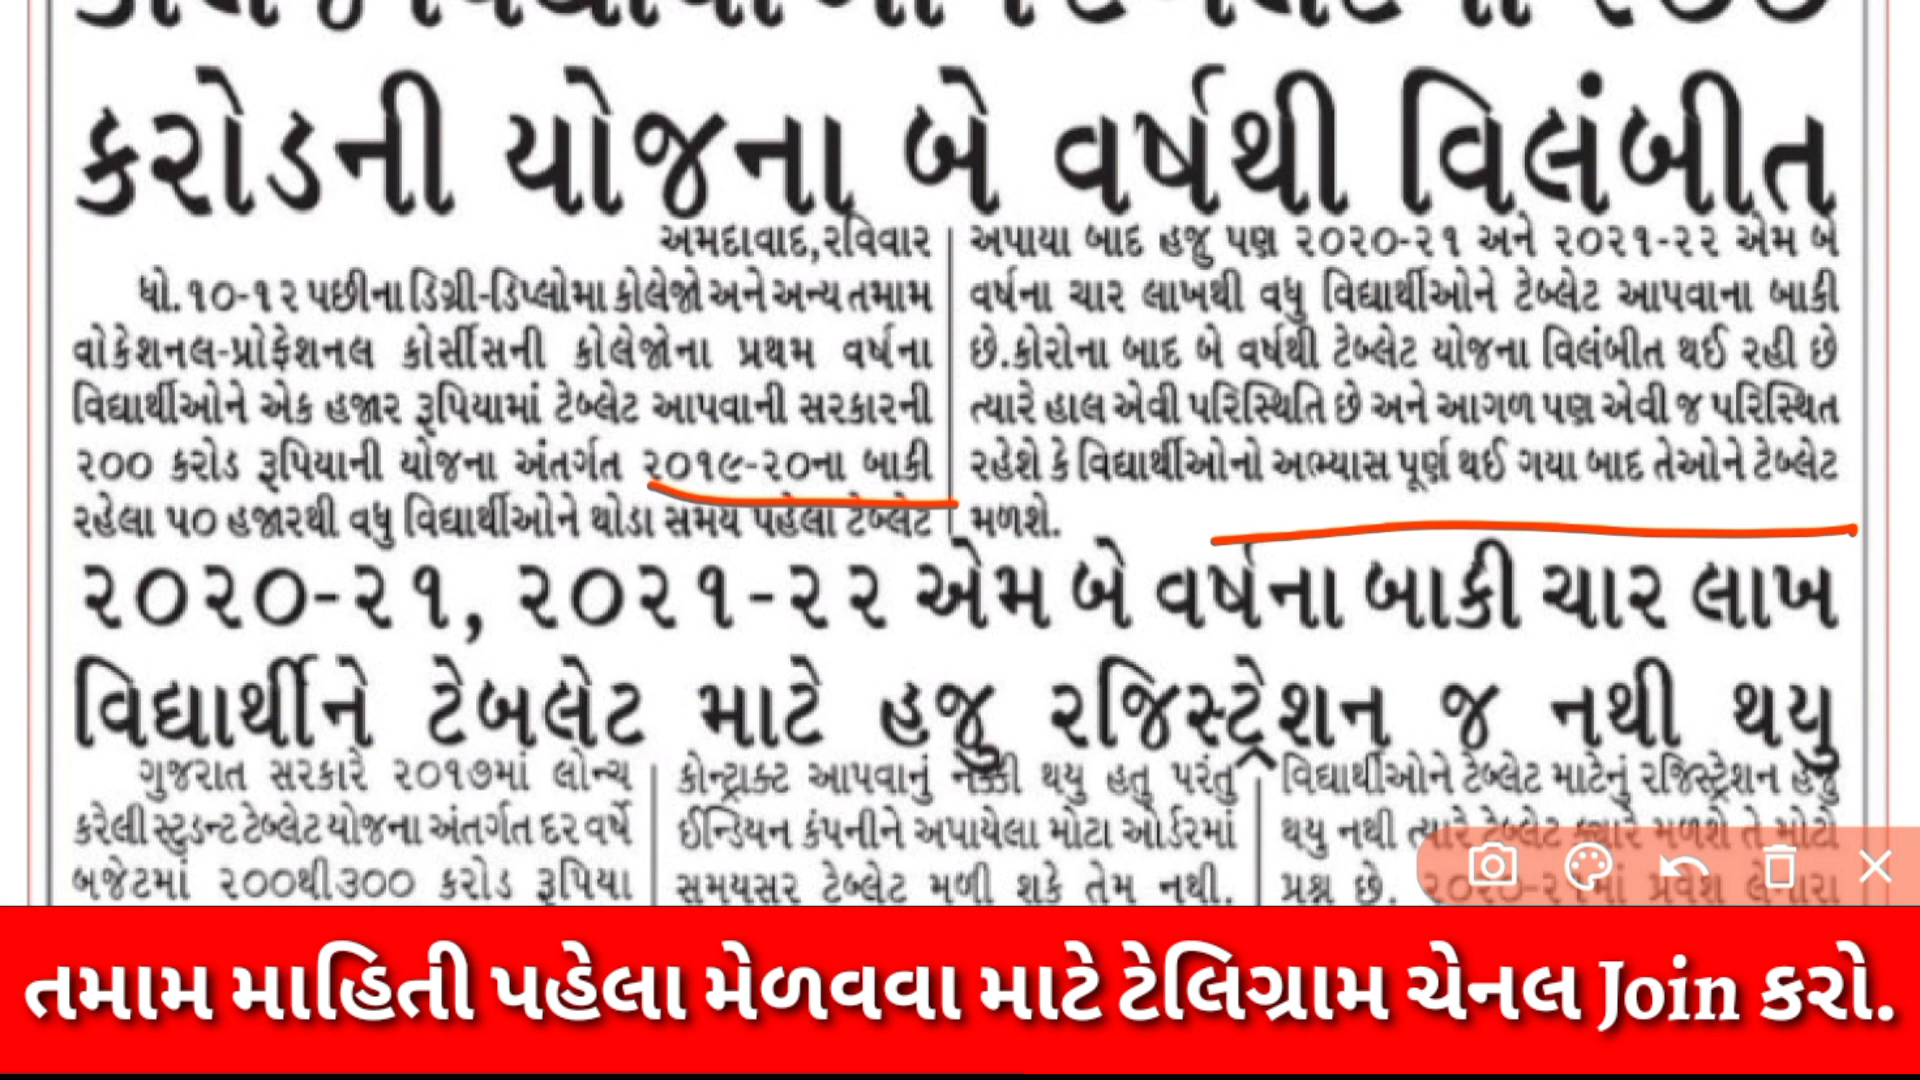 કરોડની યોજના બે વર્ષથી વિલંબીત
અમદાવાદ,રવિવાર
ધો.૧૦-૧૨ પછીના ડિગ્રી-ડિપ્લોમા કોલેજો અને અન્ય તમામ
વોકેશનલ-પ્રોફેશનલ કોર્સીસની કોલેજોના પ્રથમ વર્ષના
વિદ્યાર્થીઓને એક હજાર રૂપિયામાં ટેબ્લેટ આપવાની સરકારની
૨૦૦ કરોડ રૂપિયાની યોજના અંતર્ગત ૨૦૧૯-૨૦ના બાકી
રહેલા ૫૦ હજારથી વધુ વિદ્યાર્થીઓને થોડા સમય પહેલા ટેબ્લેટ
અપાયા બાદ હજુ પણ ૨૦૨૦-૨૧ અને ૨૦૨૧-૨૨ એમ બે
વર્ષના ચાર લાખથી વધુ વિદ્યાર્થીઓને ટેબ્લેટ આપવાના બાકી
છે.કોરોના બાદ બે વર્ષથી ટેબ્લેટ યોજના વિલંબીત થઈ રહી છે
ત્યારે હાલ એવી પરિસ્થિતિ છે અને આગળ પણ એવી જ પરિસ્થિત
રહેશે કે વિદ્યાર્થીઓનો અભ્યાસ પૂર્ણ થઈ ગયા બાદ તેઓને ટેબ્લેટ
મળશે.
૨૦૨૦-૨૧, ૨૦૨૧-૨૨ એમ બે વર્ષના બાકી ચાર લાખ
વિદ્યાર્થીને ટેબલેટ માટે હજુ રજિસ્ટ્રેશન જ નથી થયુ
ગુજરાત સરકારે ૨૦૧૭માં લોન્ચ
કરેલી સ્ટુડન્ટ ટેબ્લેટ યોજના અંતર્ગત દર વર્ષે
બજેટમાં ૨૦૦થી૩૦૦ કરોડ રૂપિયા
કોન્ટ્રાક્ટ આપવાનું નક્કી થયુ હતુ પરંતુ
ઈન્ડિયન કંપનીને અપાયેલા મોટા ઓર્ડરમાં
સમયસર ટેબ્લેટ મળી શકે તેમ નથી.
વિદ્યાર્થીઓને ટેબ્લેટ માટેનું રજિસ્ટ્રેશન હજુ
થયુ નથી ત્યારે ટેબ્લેટ ક્યારે મળશે તે મોટો
પ્રશ્ન છે. ૨૦૨૦-૨૧માં પ્રવેશ લેનારા
તમામ માહિતી પહેલા મેળવવા માટે ટેલિગ્રામ ચેનલ Join કરો.